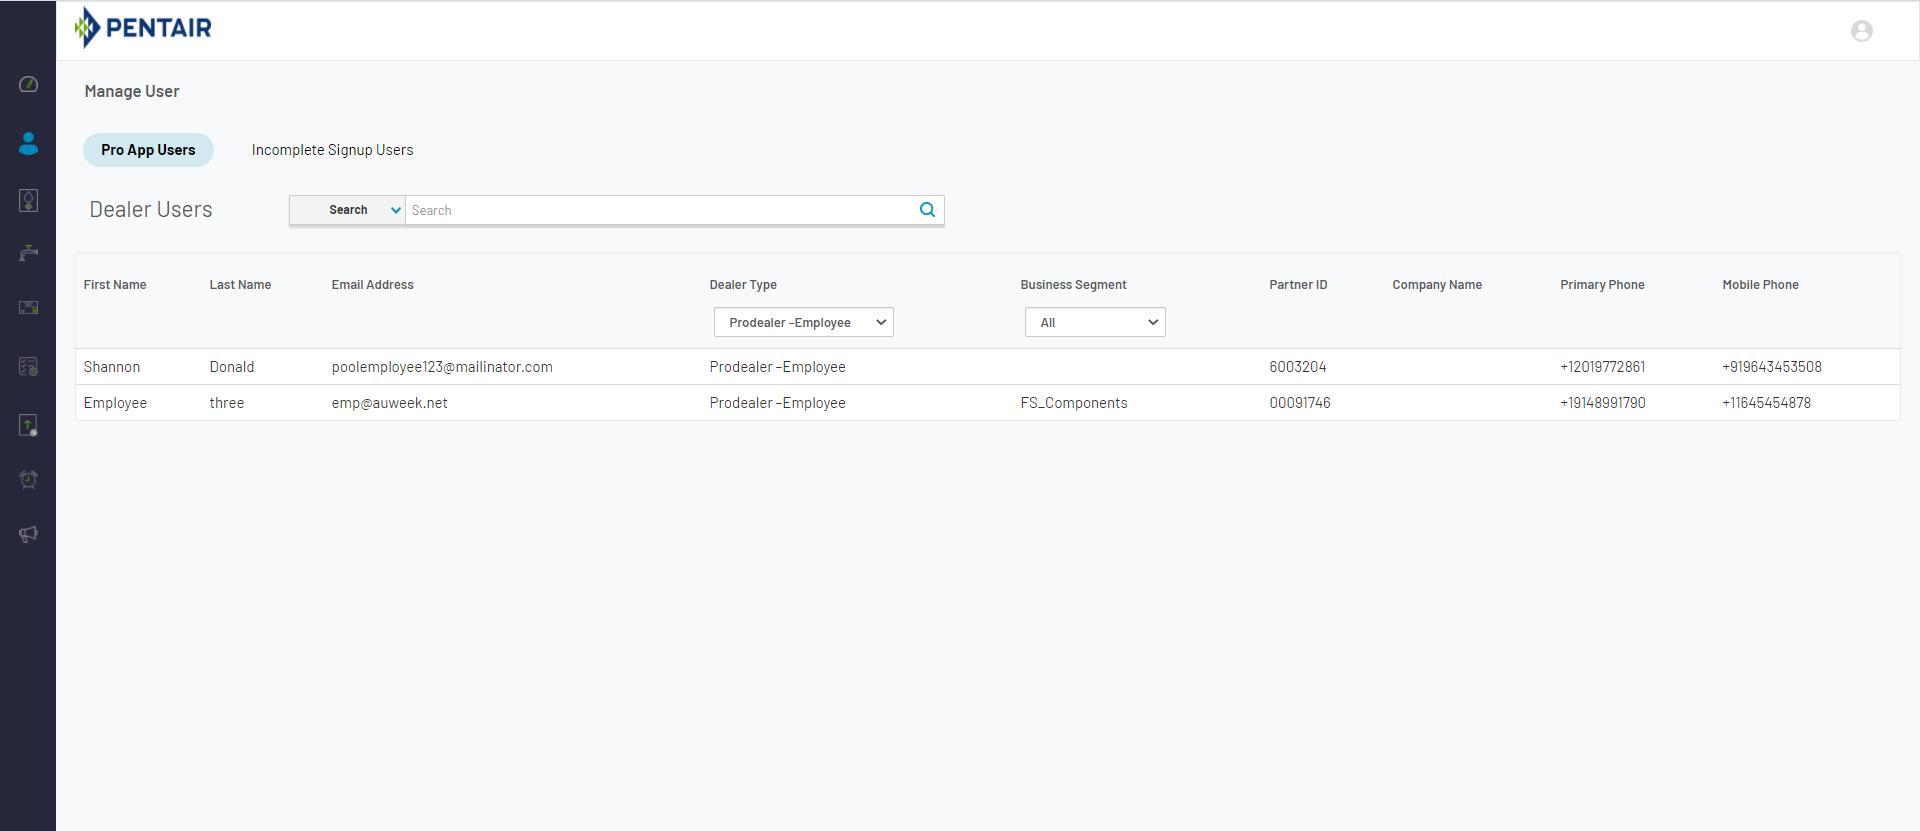 PENTAIR
Manage User
Pro App Users Incomplete Signup Users
Dealer Users Search Search
First Name Last Name Email Address Dealer Type Business Segment Partner ID Company Name Primary Phone Mobile Phone
Prodealer –Employee All
Shannon Donald poolemployee123@mailinator.com Prodealer –Employee 6003204 +12019772861 +919643453508
Employee three emp@auweek.net Prodealer –Employee FS_Components 00091746 +19148991790 +11645454878